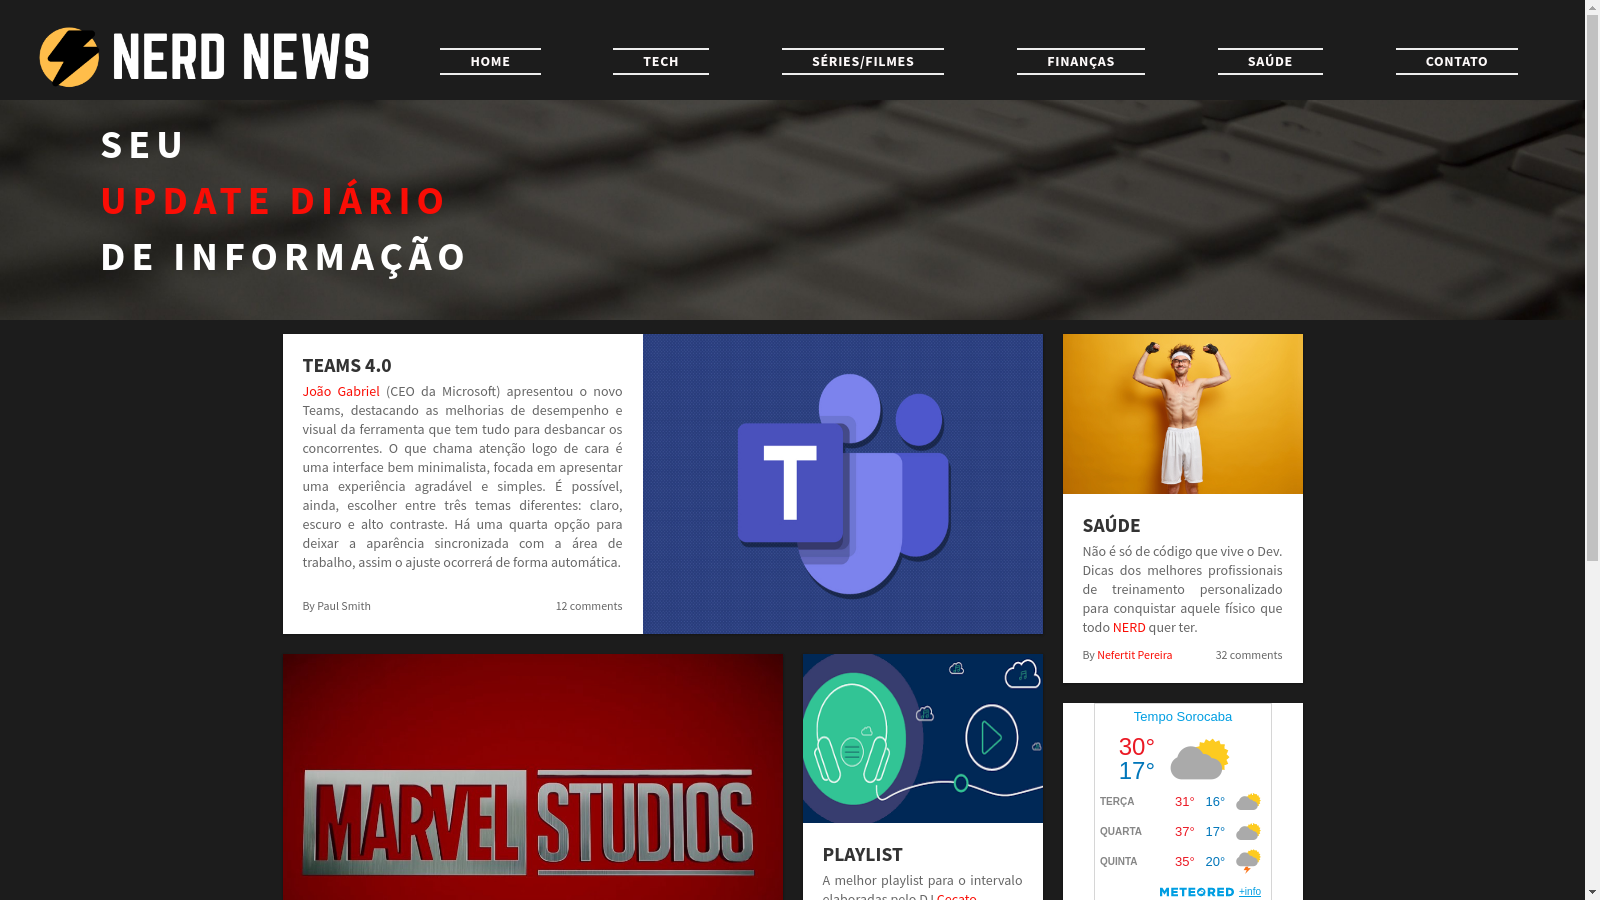 NERD NEWS
HOME
TECH
SÉRIES/FILMES
FINANÇAS
SAÚDE
CONTATO
SEU
UPDATE DIÁRIO
DE INFORMAÇÃO
TEAMS 4.0
João Gabriel (CEO da Microsoft) apresentou o novo
Teams, destacando as melhorias de desempenho e
visual da ferramenta que tem tudo para desbancar os
concorrentes. O que chama atenção logo de cara é
uma interface bem minimalista, focada em apresentar
uma experiência agradável e simples. É possível,
ainda, escolher entre três temas diferentes: claro,
escuro e alto contraste. Há uma quarta opção para
deixar a aparência sincronizada com a área de
trabalho, assim o ajuste ocorrerá de forma automática.
By Paul Smith
12 comments
T
SAÚDE
Não é só de código que vive o Dev.
Dicas dos melhores profissionais
de treinamento personalizado
para conquistar aquele físico que
todo NERD quer ter.
By Nefertit Pereira
32 comments
MARVEL STUDIOS
PLAYLIST
A melhor playlist para o intervalo
elaboradas pelo DJ Cecato
Tempo Sorocaba
30°
17°
TERÇA 31° 16°
QUARTA 37° 17°
QUINTA 35° 20°
METEORED +info